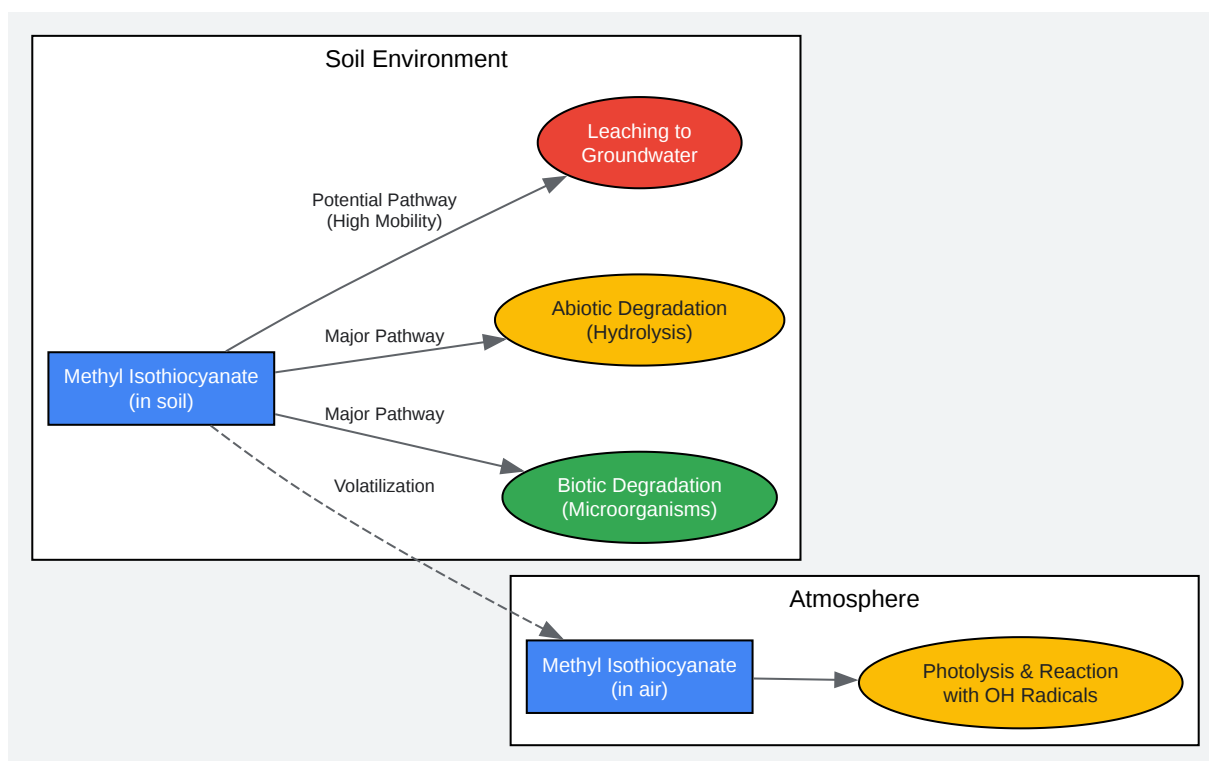 Soil Environment
Leaching to
Groundwater
Potential Pathway
(High Mobility)
Abiotic Degradation
(Hydrolysis)
Major Pathway
Methyl Isothiocyanate
(in soil)
Major Pathway
Biotic Degradation
(Microorganisms)
Volatilization
Atmosphere
Methyl Isothiocyanate
(in air)
Photolysis & Reaction
with OH Radicals